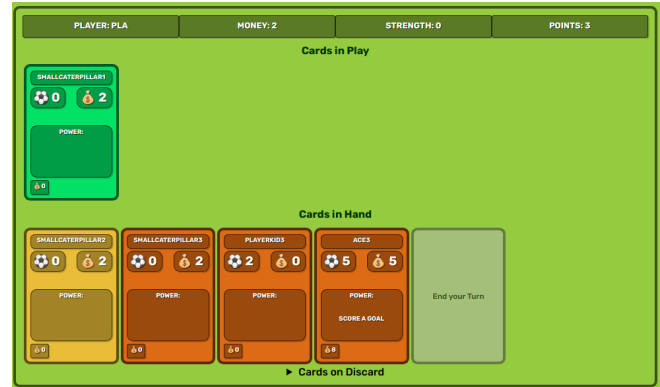 PLAYER: PLA
MONEY: 2
STRENGTH: 0
POINTS: 3
Cards in Play
SMALLCATERPILLAR1
0
2
POWER:
0
Cards in Hand
SMALLCATERPILLAR2
0
2
POWER:
0
SMALLCATERPILLAR3
0
2
POWER:
0
PLAYERKID3
2
0
POWER:
0
ACE3
5
5
POWER:
SCORE A GOAL
8
End your Turn
▶ Cards on Discard